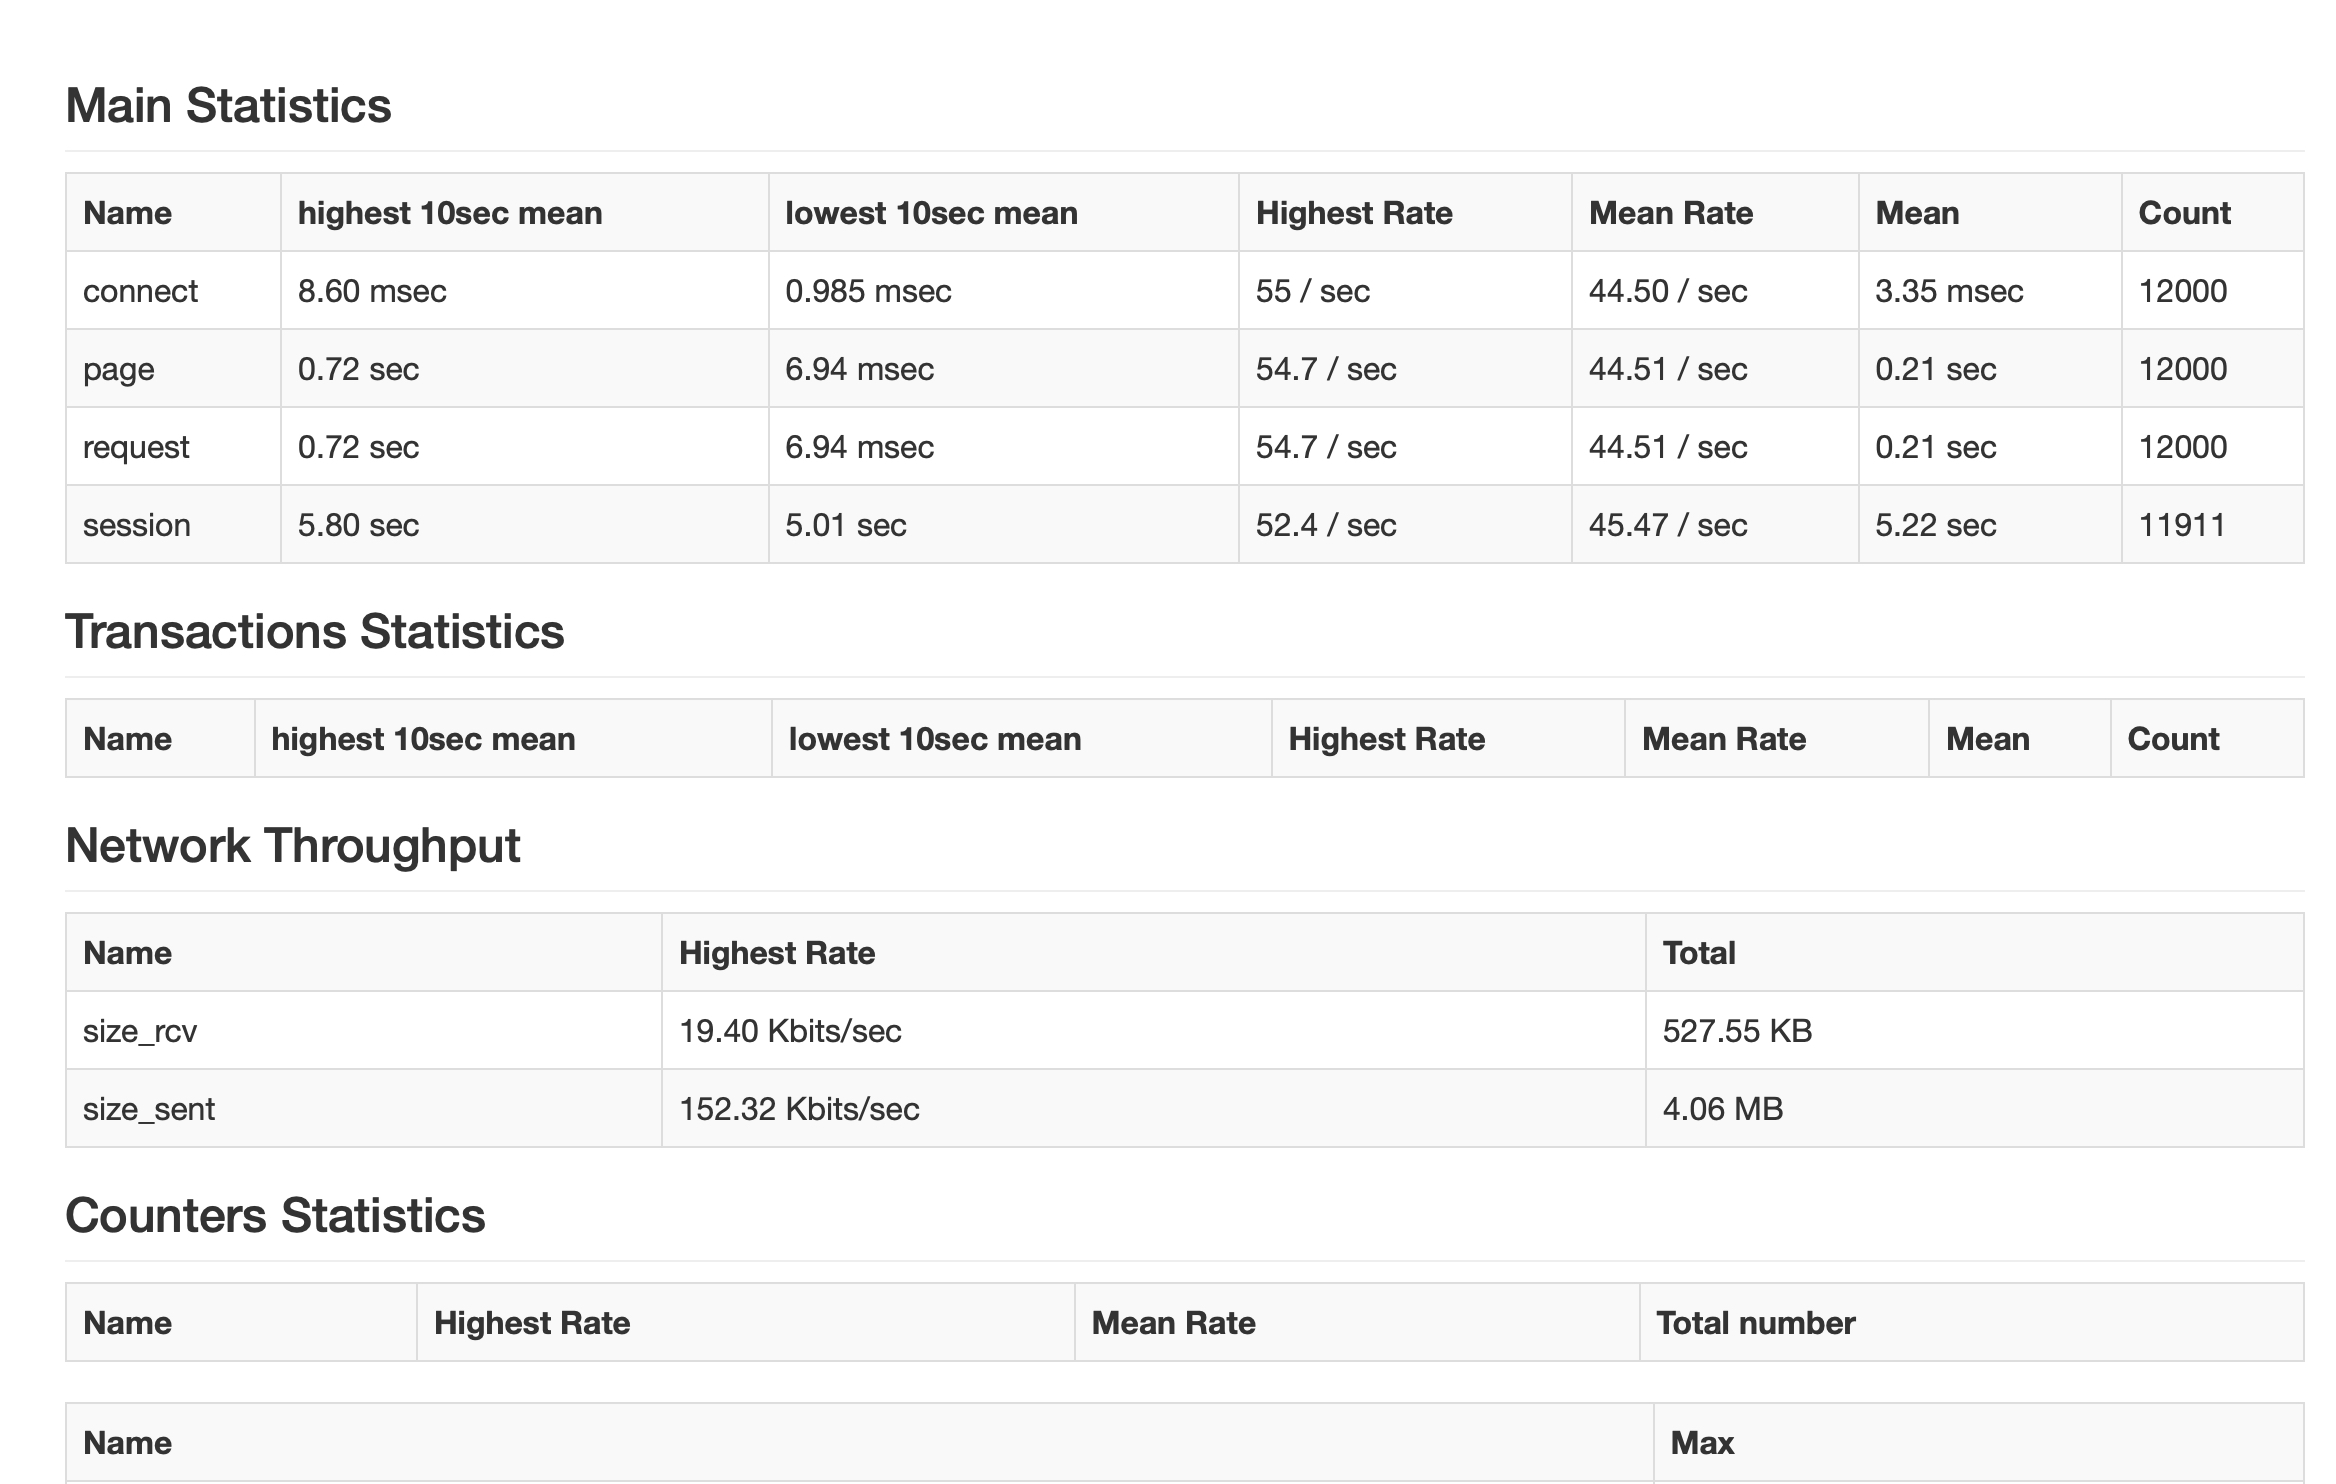 Main Statistics
Name highest 10sec mean lowest 10sec mean Highest Rate Mean Rate Mean Count
connect 8.60 msec 0.985 msec 55 / sec 44.50 / sec 3.35 msec 12000
page 0.72 sec 6.94 msec 54.7 / sec 44.51 / sec 0.21 sec 12000
request 0.72 sec 6.94 msec 54.7 / sec 44.51 / sec 0.21 sec 12000
session 5.80 sec 5.01 sec 52.4 / sec 45.47 / sec 5.22 sec 11911
Transactions Statistics
Name highest 10sec mean lowest 10sec mean Highest Rate Mean Rate Mean Count
Network Throughput
Name Highest Rate Total
size_rcv 19.40 Kbits/sec 527.55 KB
size_sent 152.32 Kbits/sec 4.06 MB
Counters Statistics
Name Highest Rate Mean Rate Total number
Name Max